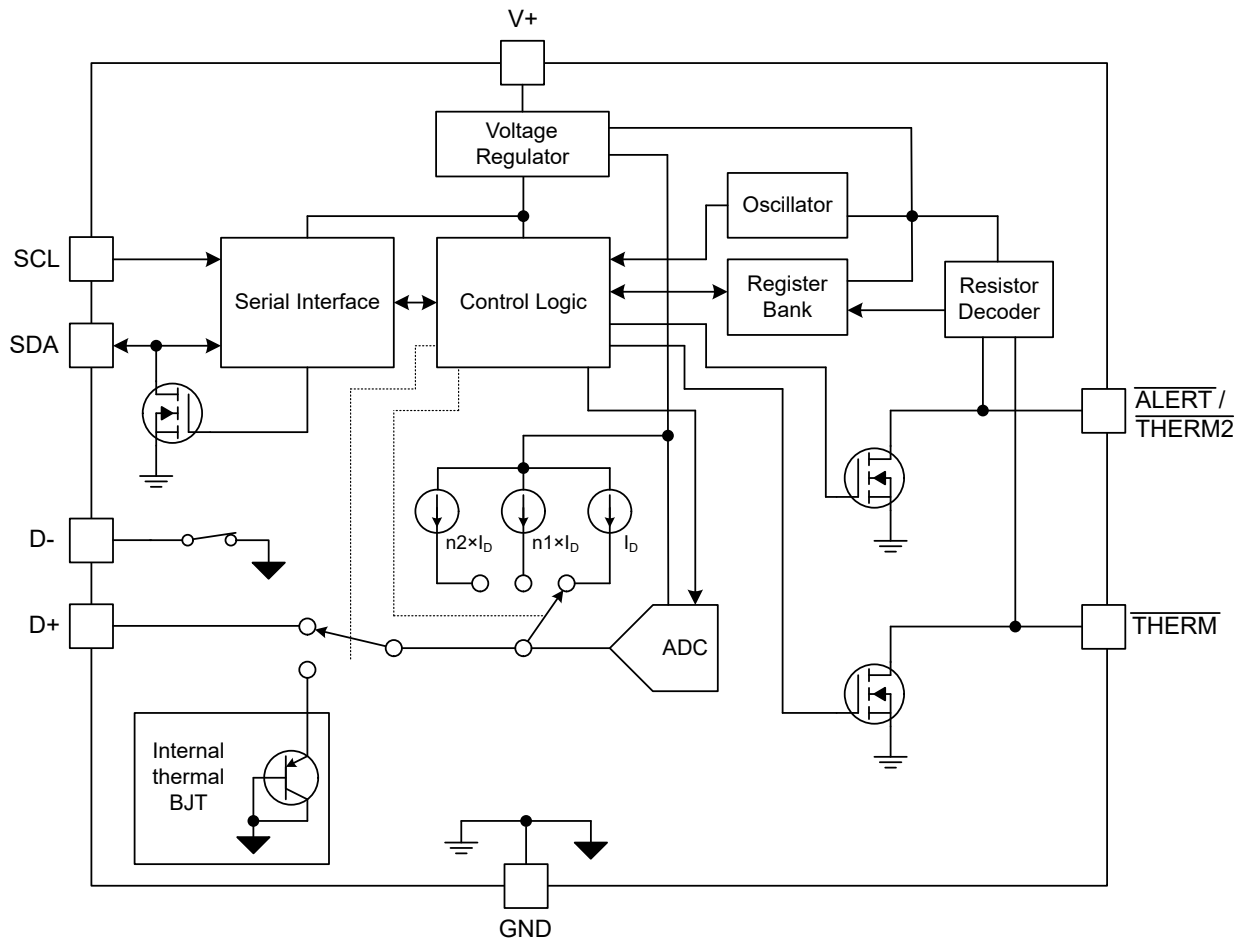 V+
Voltage
Regulator
Oscillator
SCL
Serial Interface
Control Logic
Register
Bank
Resistor
Decoder
SDA
ALERT /
THERM2
n2×ID
n1×ID
ID
D-
D+
ADC
THERM
Internal
thermal
BJT
GND